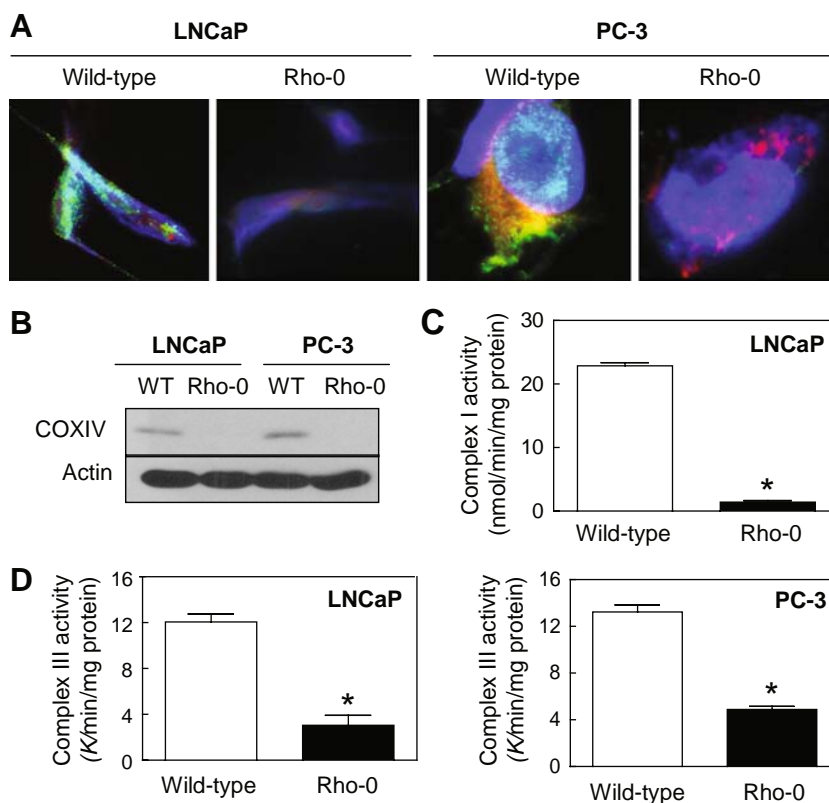 A
LNCaP PC-3
Wild-type Rho-0 Wild-type Rho-0
B
LNCaP PC-3
WT Rho-0 WT Rho-0
COXIV
Actin
C
Complex I activity
(nmol/min/mg protein)
30
20
10
0
LNCaP
*
Wild-type Rho-0
D
Complex III activity
(K/min/mg protein)
16
12
8
4
0
LNCaP
*
Wild-type Rho-0
Complex III activity
(K/min/mg protein)
16
12
8
4
0
PC-3
*
Wild-type Rho-0